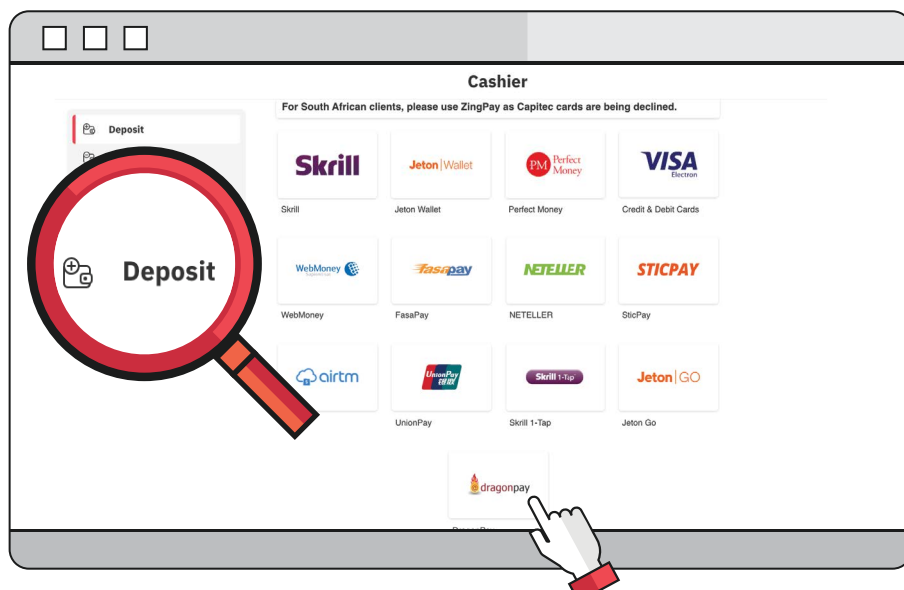 Cashier
For South African clients, please use ZingPay as Capitec cards are being declined.
Deposit
Deposit
Skrill
Jeton Wallet
PM Perfect Money
VISA Electron
Skrill
Jeton Wallet
Perfect Money
Credit & Debit Cards
WebMoney
Fasapay
NETELLER
STICPAY
WebMoney
FasaPay
NETELLER
SticPay
airtm
UnionPay 银联
Skrill 1-Tap
Jeton GO
UnionPay
Skrill 1-Tap
Jeton Go
dragonpay
DragonPay